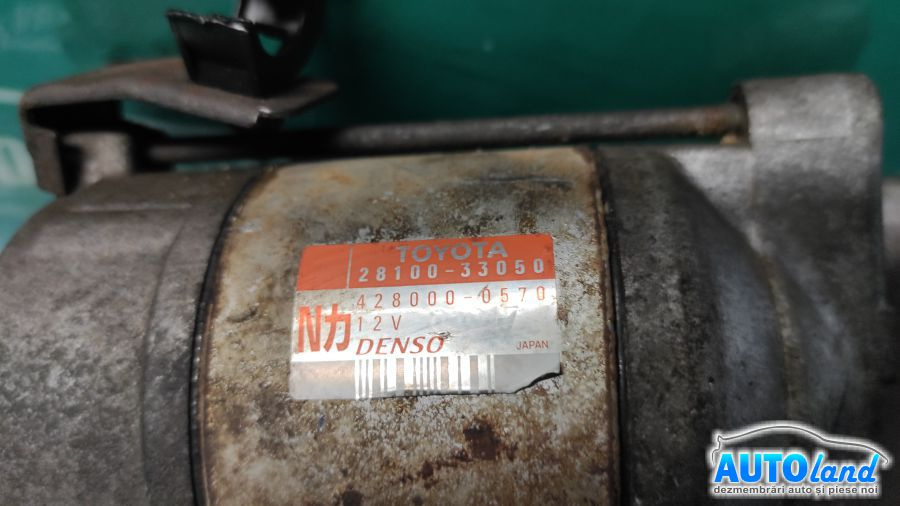 TOYOTA
28100-33050
428000-0570
Nカ
12V
DENSO
JAPAN
AUTOland
dezmembrări auto și piese noi